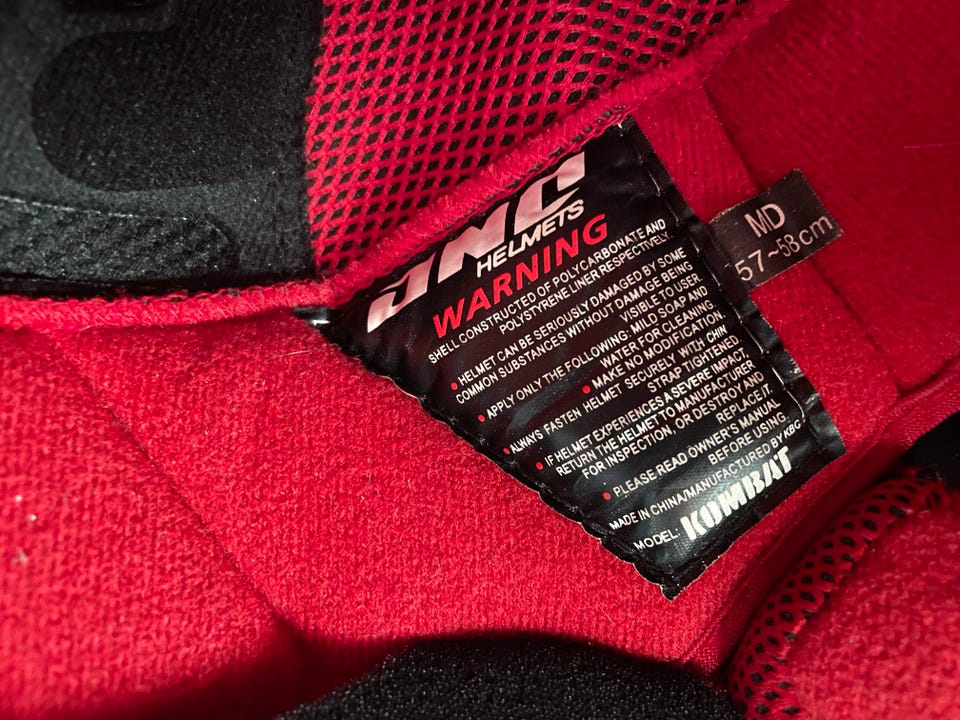 HELMETS
WARNING
SHELL CONSTRUCTED OF POLYCARBONATE AND
POLYSTYRENE LINER RESPECTIVELY.
• HELMET CAN BE SERIOUSLY DAMAGED BY SOME
COMMON SUBSTANCES WITHOUT DAMAGE BEING
VISIBLE TO USER
• APPLY ONLY THE FOLLOWING: MILD SOAP AND
WATER FOR CLEANING
• MAKE NO MODIFICATION
• ALWAYS FASTEN HELMET SECURELY WITH CHIN
STRAP TIGHTENED.
• IF HELMET EXPERIENCES A SEVERE IMPACT,
RETURN THE HELMET TO MANUFACTURER
FOR INSPECTION, OR DESTROY AND
REPLACE IT.
• PLEASE READ OWNER'S MANUAL
BEFORE USING.
MADE IN CHINA/MANUFACTURED BY KBC
MODEL: KOMBAT
MD
57~58cm